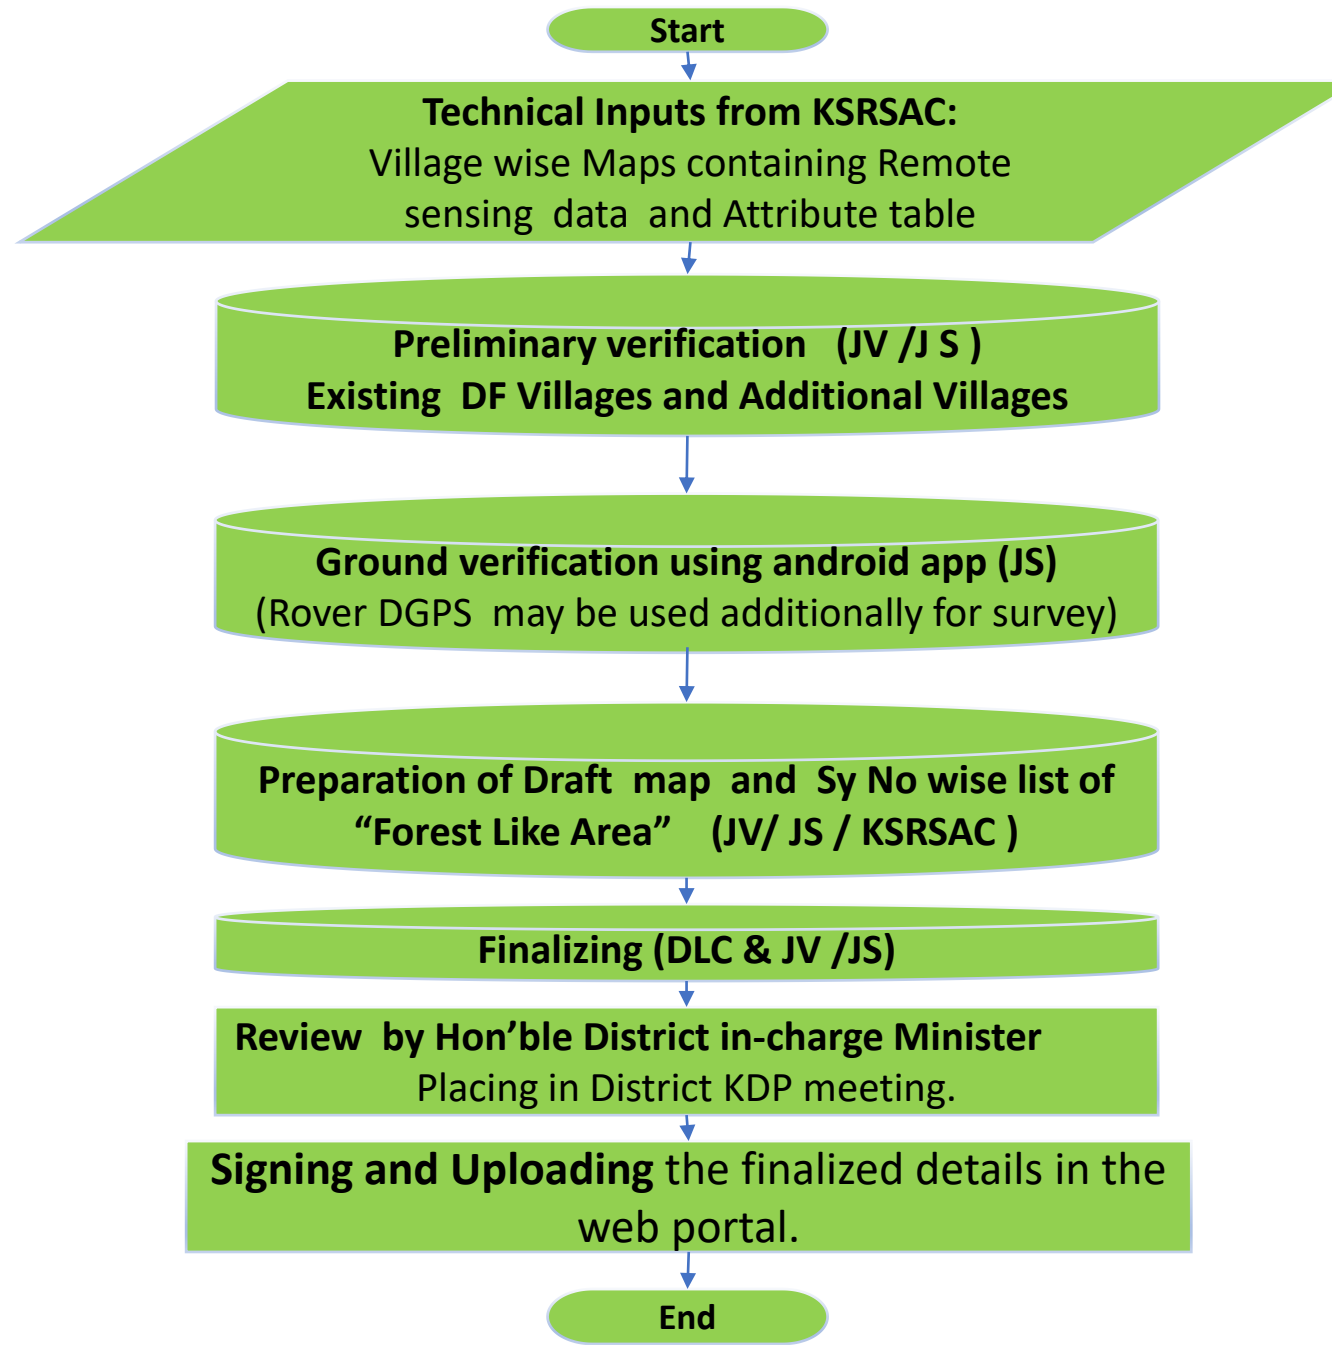 Start
Technical Inputs from KSRSAC:
Village wise Maps containing Remote
sensing data and Attribute table
Preliminary verification (JV /J S )
Existing DF Villages and Additional Villages
Ground verification using android app (JS)
(Rover DGPS may be used additionally for survey)
Preparation of Draft map and Sy No wise list of
“Forest Like Area” (JV/ JS / KSRSAC )
Finalizing (DLC & JV /JS)
Review by Hon’ble District in-charge Minister
Placing in District KDP meeting.
Signing and Uploading the finalized details in the
web portal.
End